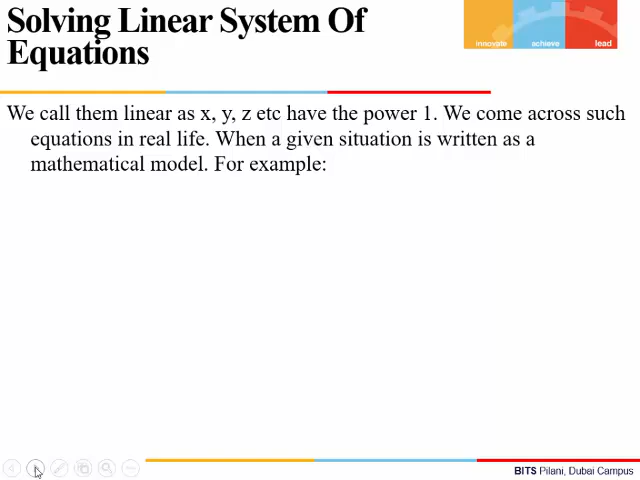 Solving Linear System Of
Equations
innovate achieve lead
We call them linear as x, y, z etc have the power 1. We come across such
equations in real life. When a given situation is written as a
mathematical model. For example:
BITS Pilani, Dubai Campus